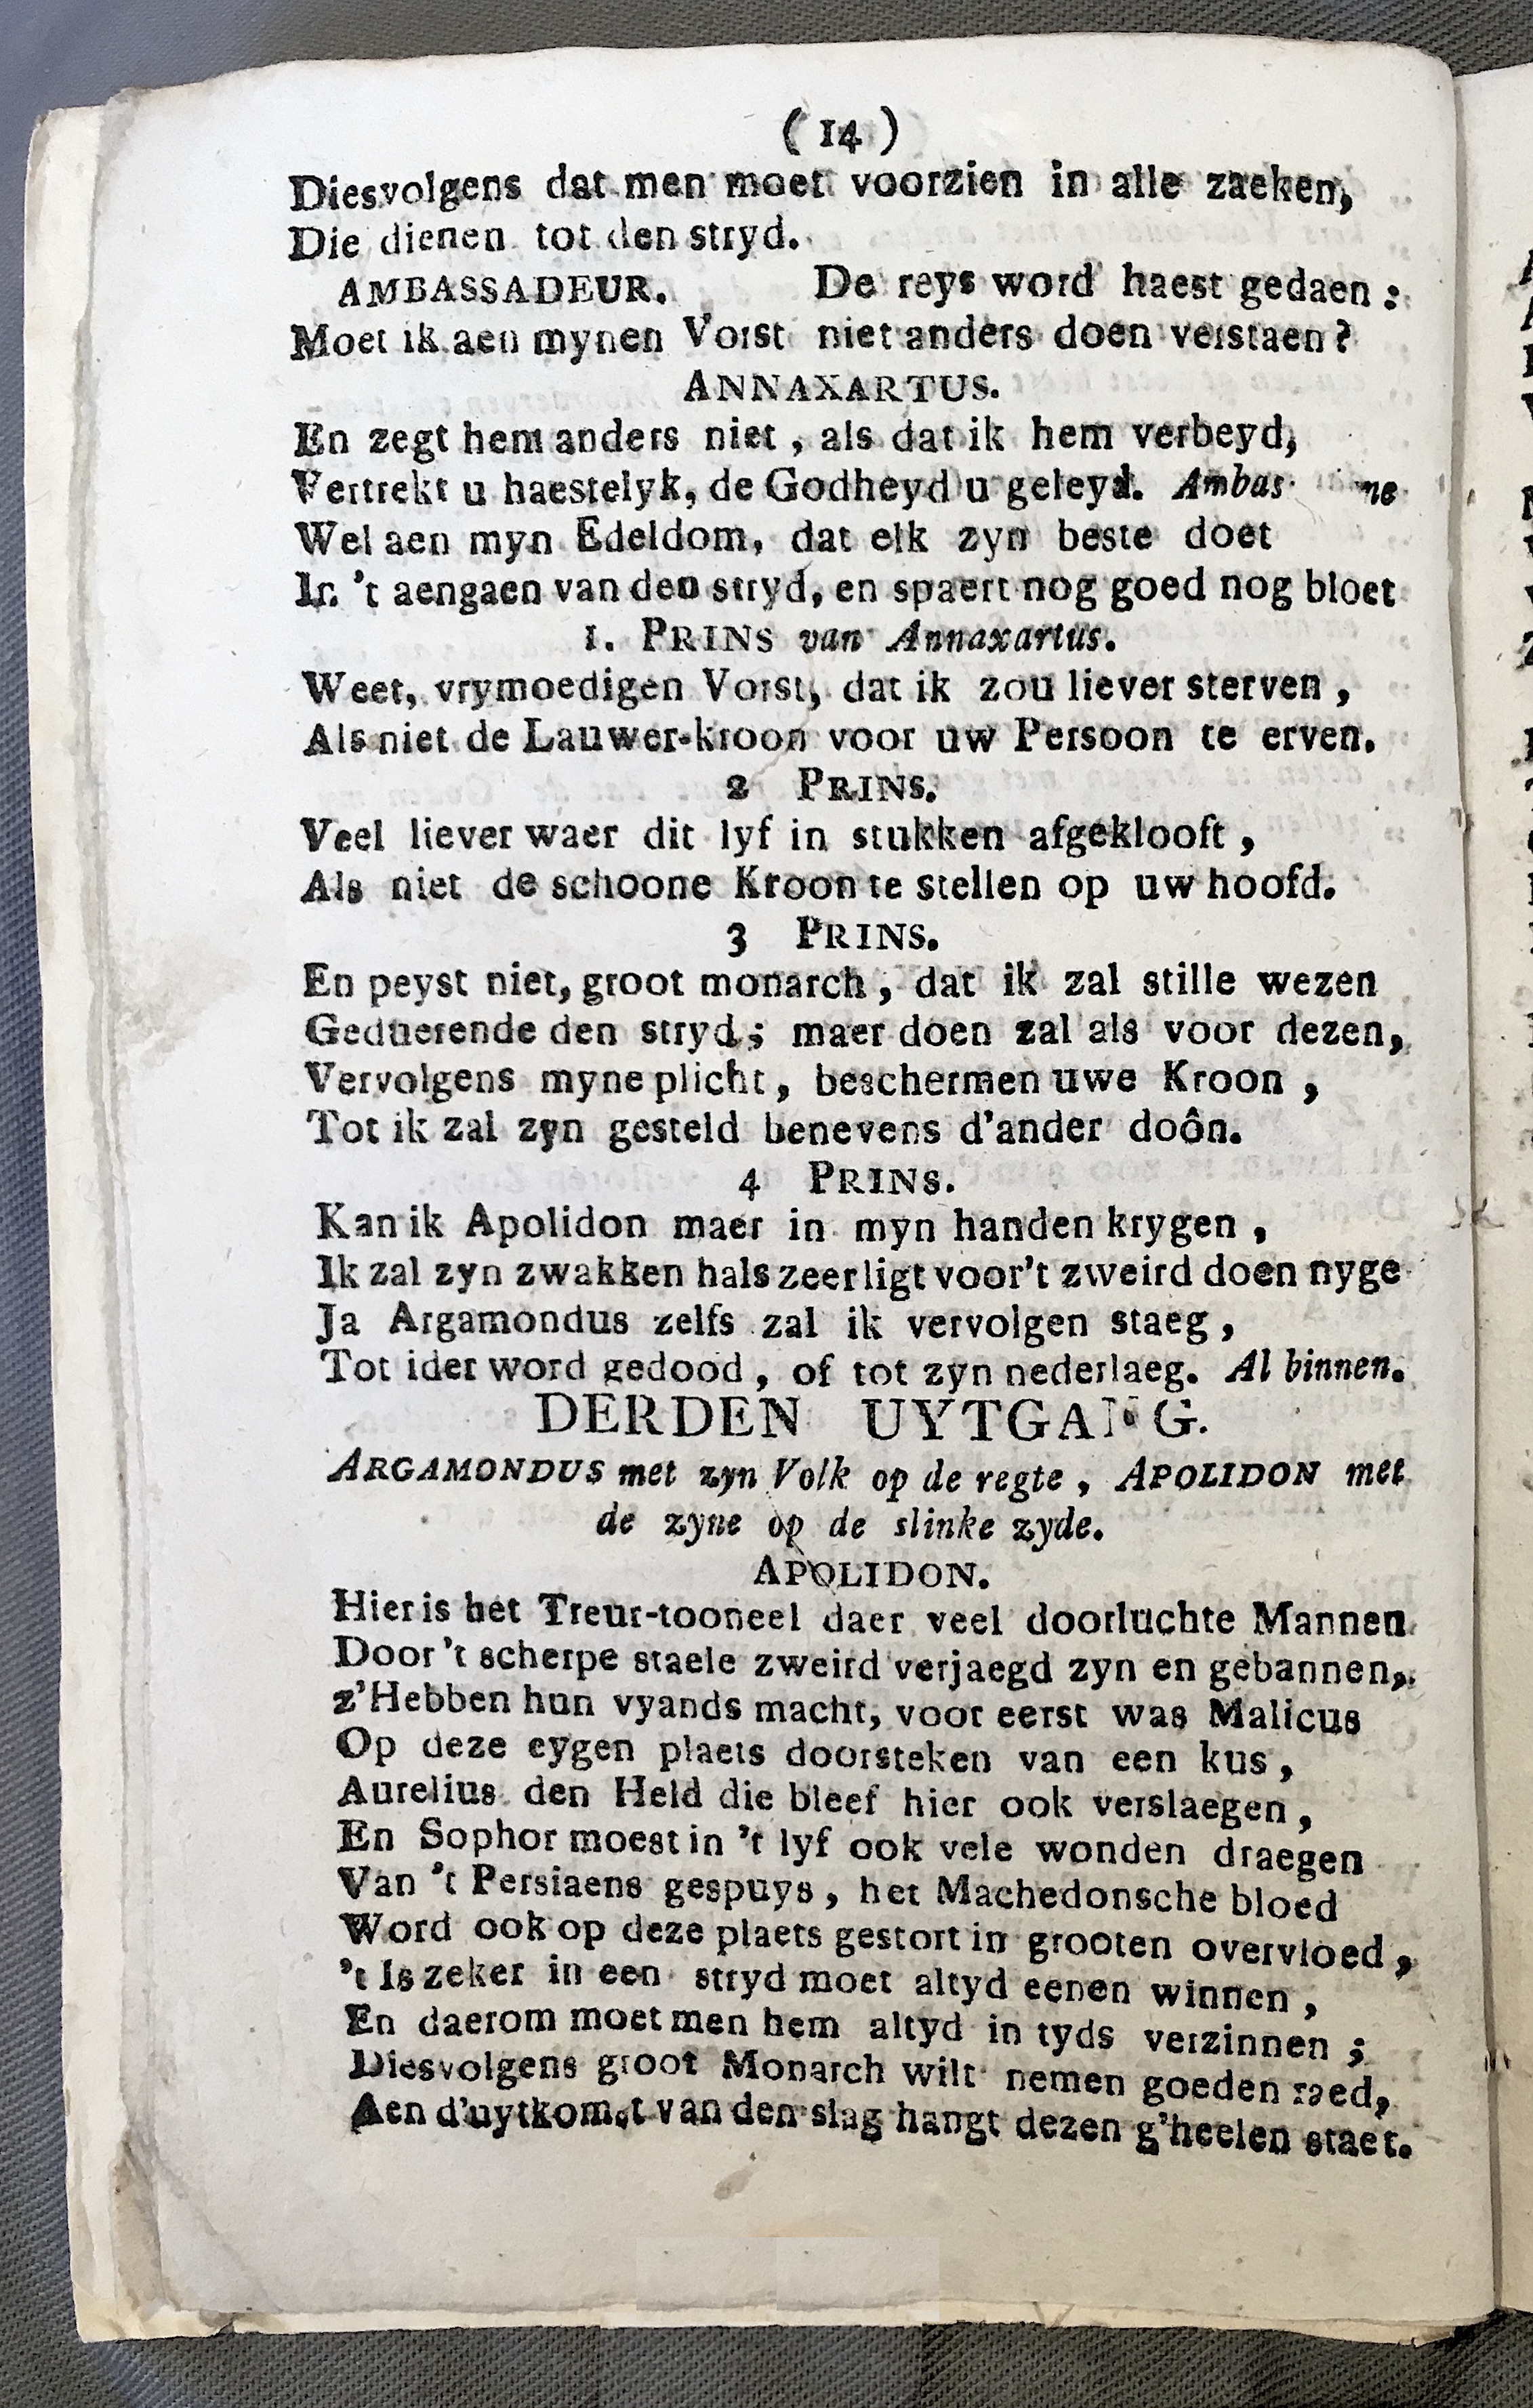 ( 14 )
Diesvolgens dat men moet voorzien in alle zaeken,
Die dienen tot den stryd.
AMBASSADEUR. De reys word haest gedaen :
Moet ik aen mynen Vorst niet anders doen verstaen ?
ANNAXARTUS.
En zegt hem anders niet , als dat ik hem verbeyd,
Vertrekt u haestelyk, de Godheyd u geleyd. Ambas
Wel aen myn Edeldom, dat elk zyn beste doet
In 't aengaen van den stryd, en spaert nog goed nog bloet
1. PRINS van Annaxartus.
Weet, vrymoedigen Vorst, dat ik zou liever sterven ,
Als niet de Lauwer-kroon voor uw Persoon te erven.
2 PRINS.
Veel liever waer dit lyf in stukken afgeklooft ,
Als niet de schoone Kroon te stellen op uw hoofd.
3 PRINS.
En peyst niet, groot monarch , dat ik zal stille wezen
Geduerende den stryd ; maer doen zal als voor dezen,
Vervolgens myne plicht , beschermen uwe Kroon ,
Tot ik zal zyn gesteld benevens d'ander doôn.
4 PRINS.
Kan ik Apolidon maer in myn handen krygen ,
Ik zal zyn zwakken hals zeer ligt voor't zweird doen nyge
Ja Argamondus zelfs zal ik vervolgen staeg ,
Tot ider word gedood , of tot zyn nederlaeg. Al binnen.
DERDEN UYTGANG.
ARGAMONDUS met zyn Volk op de regte , APOLIDON met
de zyne op de slinke zyde.
APOLIDON.
Hier is het Treur-tooneel daer veel doorluchte Mannen
Door 't scherpe staele zweird verjaegd zyn en gebannen,
z'Hebben hun vyands macht, voor eerst was Malicus
Op deze eygen plaets doorsteken van een kus ,
Aurelius den Held die bleef hier ook verslaegen ,
En Sophor moest in 't lyf ook vele wonden draegen
Van 't Persiaens gespuys , het Machedonsche bloed
Word ook op deze plaets gestort in grooten overvloed ,
't Is zeker in een stryd moet altyd eenen winnen ,
En daerom moet men hem altyd in tyds verzinnen ;
Diesvolgens groot Monarch wilt nemen goeden raed,
Aen d'uytkomst van den slag hangt dezen g'heelen staet.